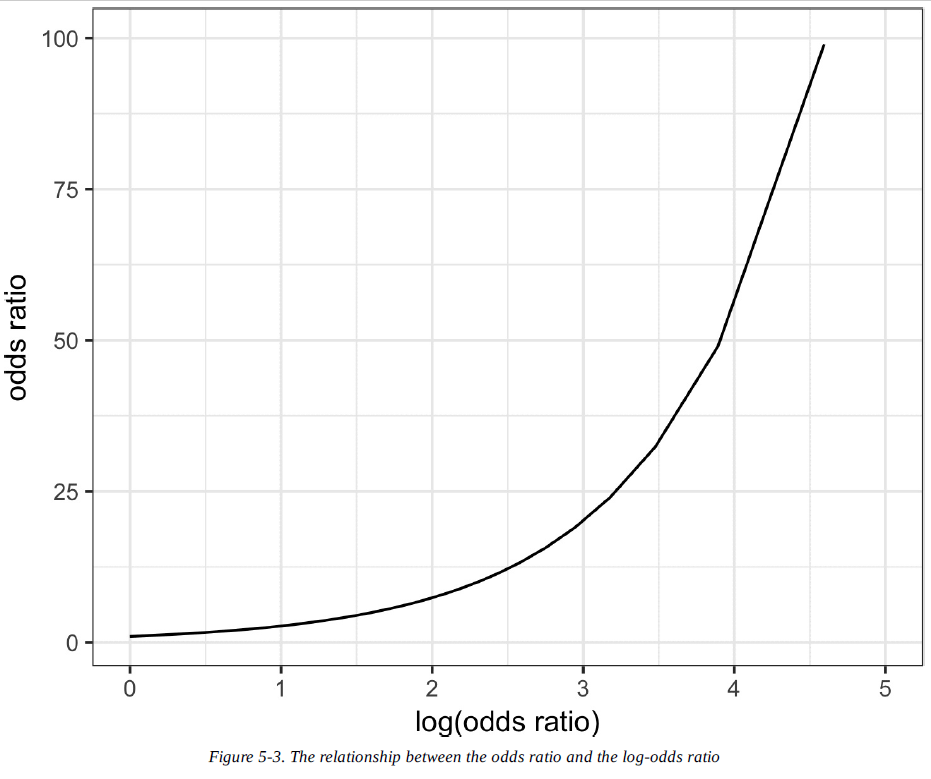 100
75
50
25
0
odds ratio
0 1 2 3 4 5
log(odds ratio)
Figure 5-3. The relationship between the odds ratio and the log-odds ratio